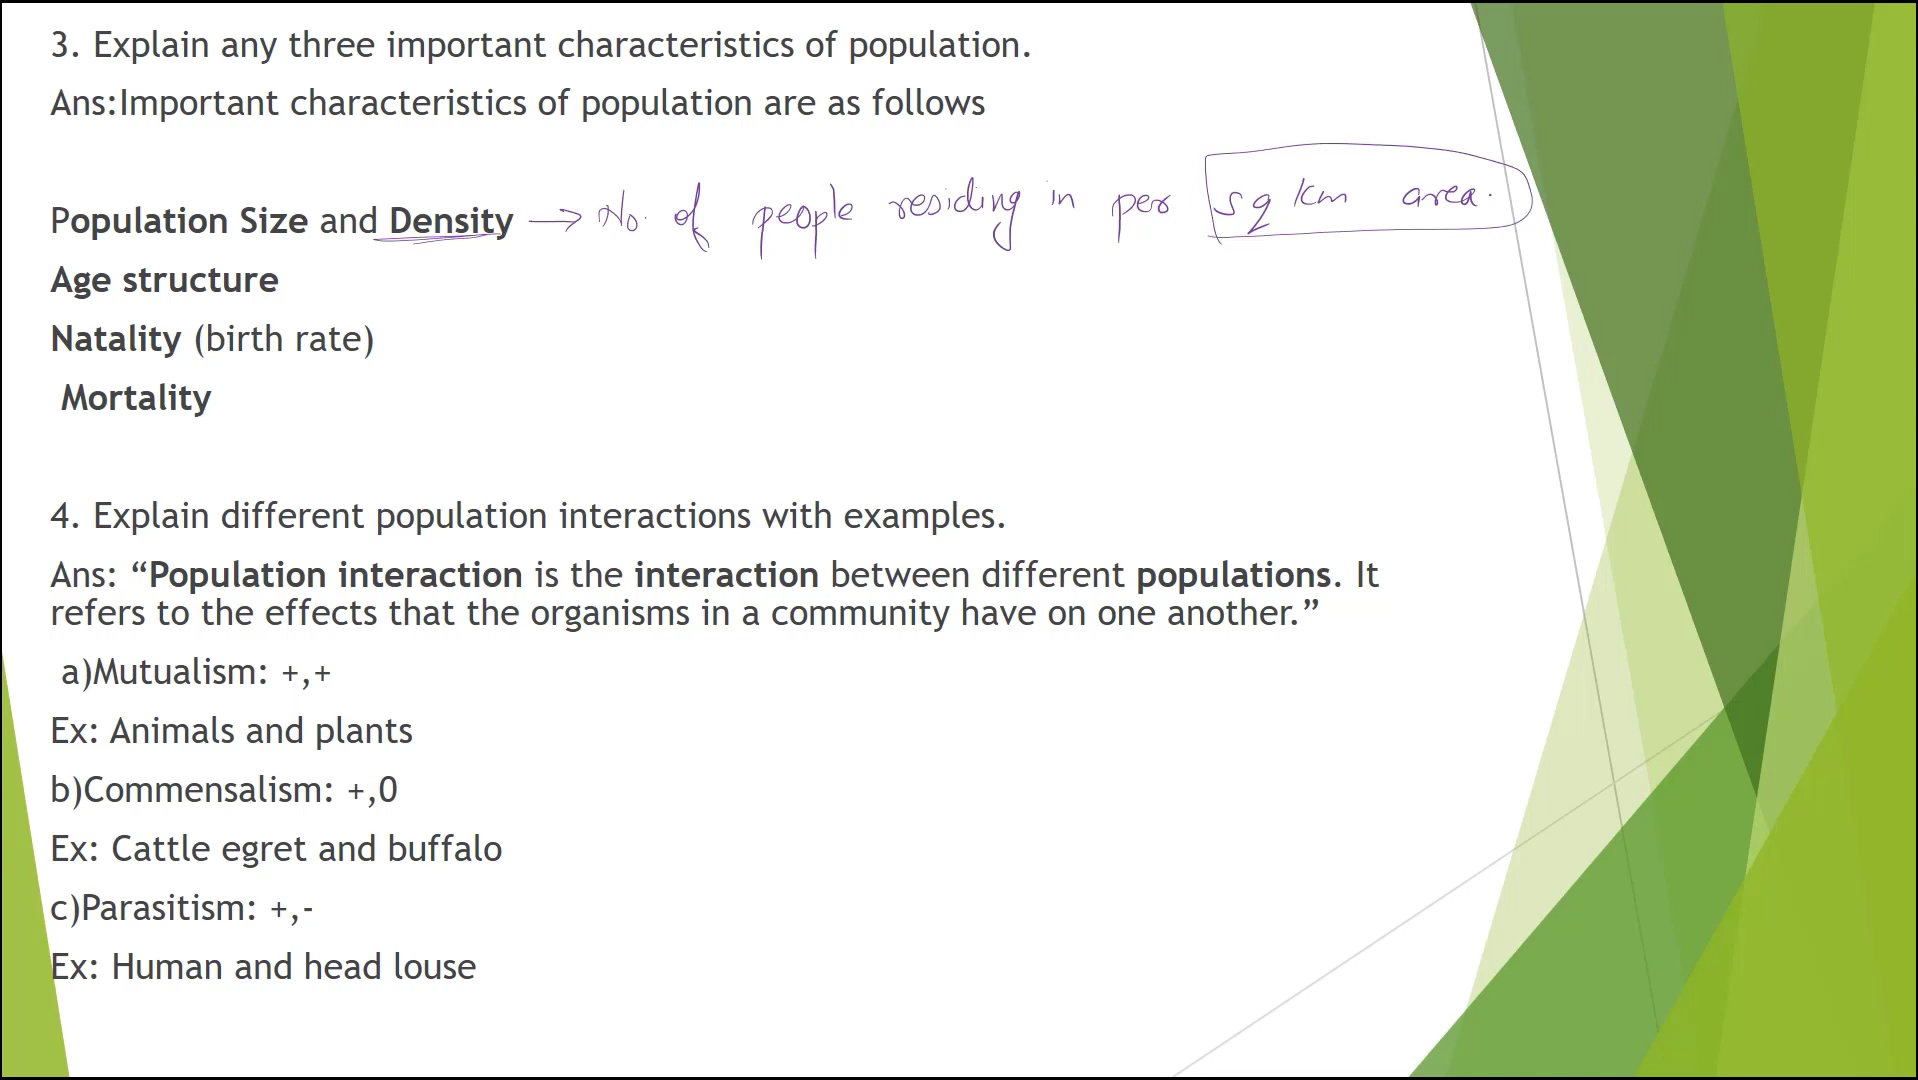 3. Explain any three important characteristics of population.
Ans:Important characteristics of population are as follows
Population Size and Density → No. of people residing in per sq km area.
Age structure
Natality (birth rate)
Mortality
4. Explain different population interactions with examples.
Ans: “Population interaction is the interaction between different populations. It
refers to the effects that the organisms in a community have on one another.”
a)Mutualism: +,+
Ex: Animals and plants
b)Commensalism: +,0
Ex: Cattle egret and buffalo
c)Parasitism: +,-
Ex: Human and head louse